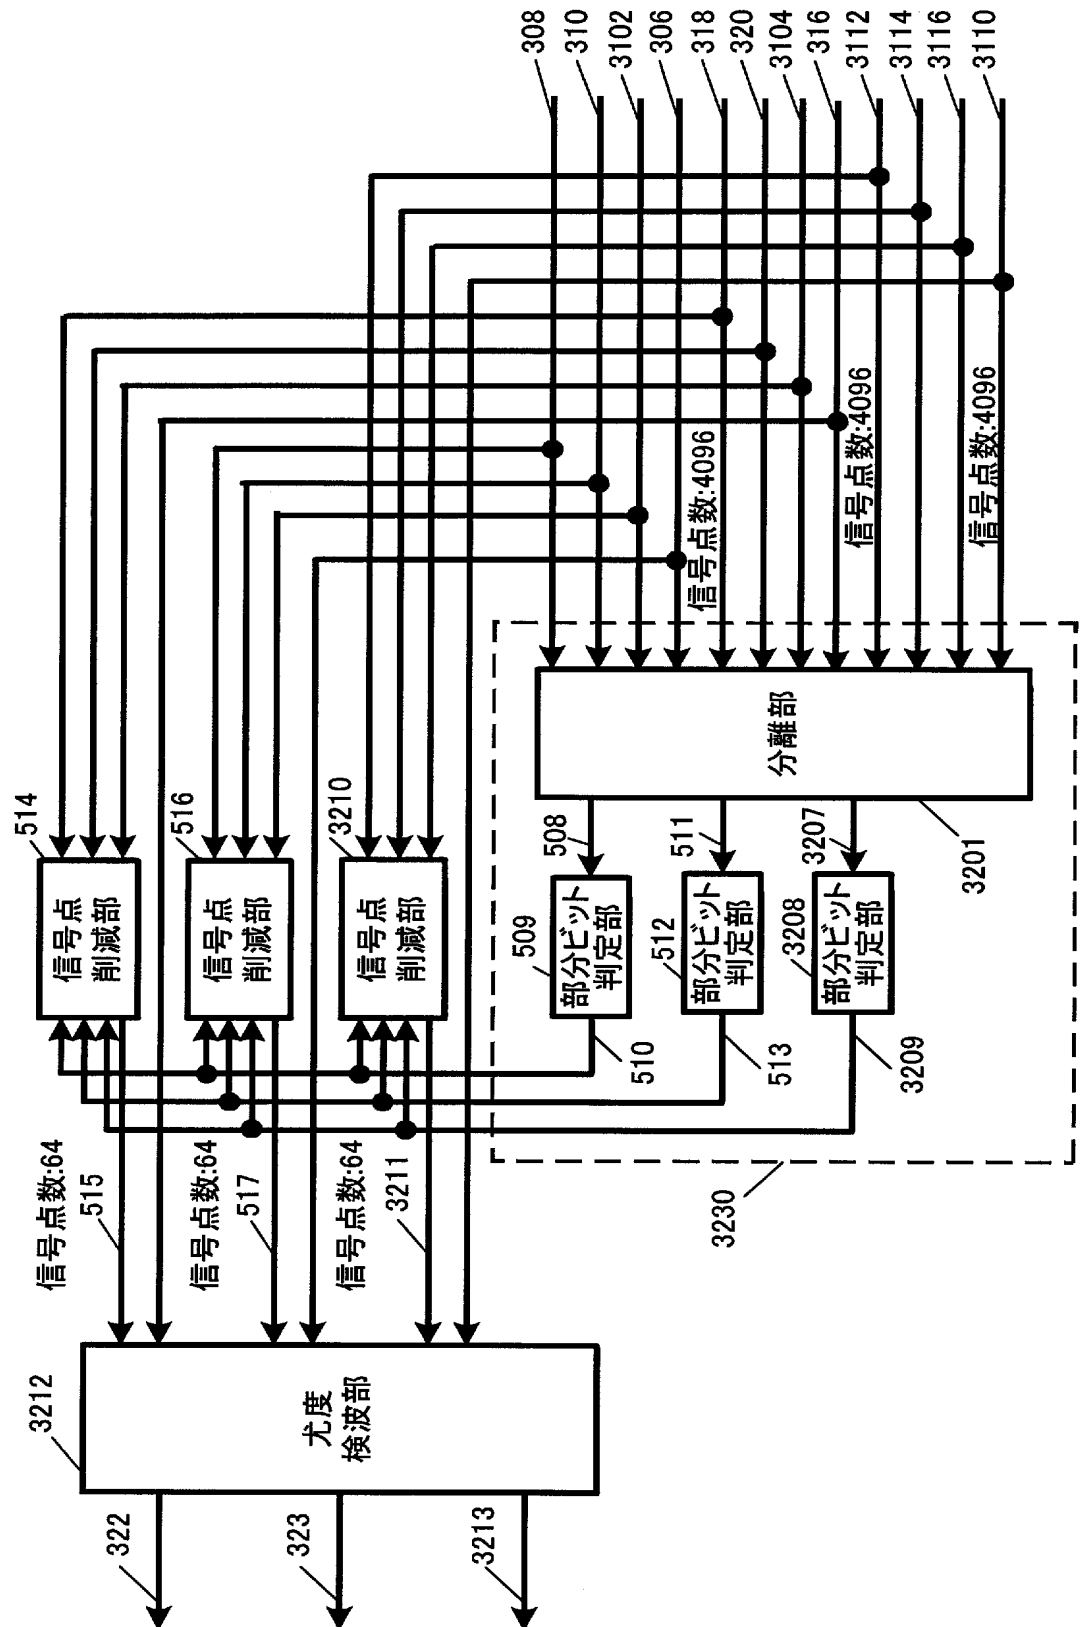 308
310
3102
306
318
320
3104
316
3112
3114
3116
3110
信号点数:4096
信号点数:4096
信号点数:4096
514
信号点
削減部
516
信号点
削減部
3210
信号点
削減部
分離部
3201
508
511
3207
509
部分ビット
判定部
512
部分ビット
判定部
3208
部分ビット
判定部
510
513
3209
3230
信号点数:64
515
信号点数:64
517
信号点数:64
3211
3212
尤度
検波部
322
323
3213